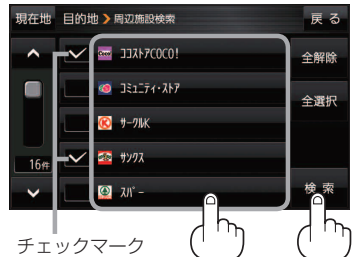 現在地 目的地 周辺施設検索 戻る
ココストアCOCO! 全解除
コミュニティ・ストア 全選択
サークルK
16件 サンクス
スパ― 検索
チェックマーク